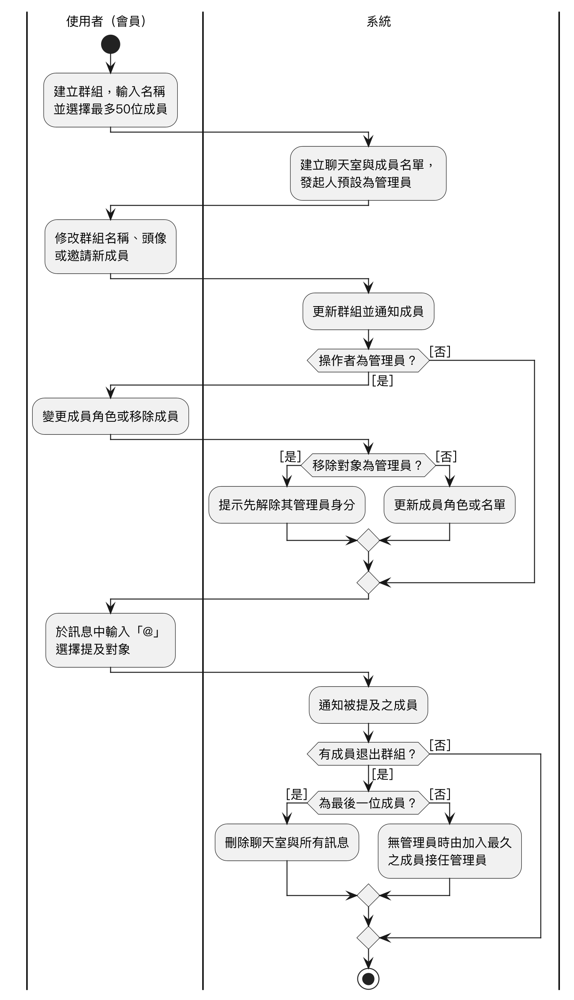 使用者（會員）
系統
建立群組，輸入名稱
並選擇最多50位成員
建立聊天室與成員名單，
發起人預設為管理員
修改群組名稱、頭像
或邀請新成員
更新群組並通知成員
操作者為管理員？
[否]
[是]
變更成員角色或移除成員
[是]
移除對象為管理員？
[否]
提示先解除其管理員身分
更新成員角色或名單
於訊息中輸入「@」
選擇提及對象
通知被提及之成員
有成員退出群組？
[否]
[是]
[是]
為最後一位成員？
[否]
刪除聊天室與所有訊息
無管理員時由加入最久
之成員接任管理員